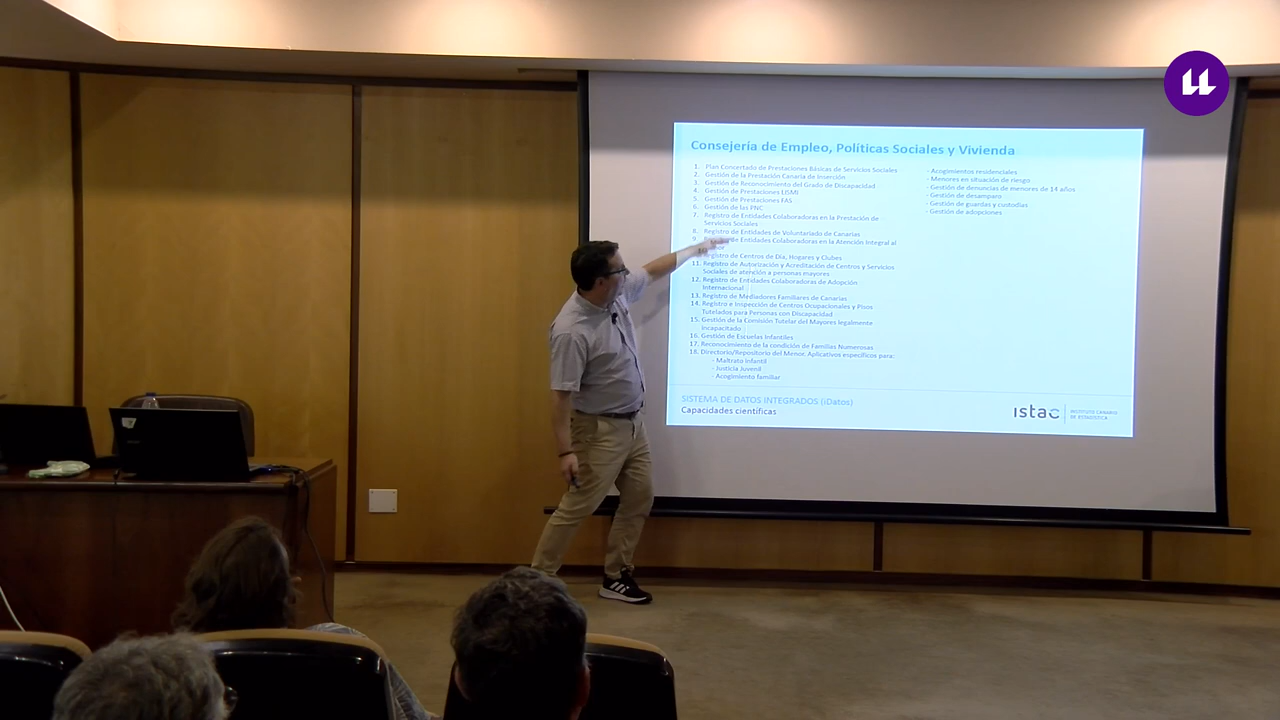 Consejería de Empleo, Políticas Sociales y Vivienda
1. Plan Concertado de Prestaciones Básicas de Servicios Sociales
2. Gestión de la Prestación Canaria de Inserción
3. Gestión de Reconocimiento del Grado de Discapacidad
4. Gestión de Prestaciones LISMI
5. Gestión de Prestaciones FAS
6. Gestión de las PNC
7. Registro de Entidades Colaboradoras en la Prestación de
Servicios Sociales
8. Registro de Entidades de Voluntariado de Canarias
9. de Entidades Colaboradoras en la Atención Integral al
Registro de Centros de Día, Hogares y Clubes
11. Registro de Autorización y Acreditación de Centros y Servicios
Sociales de atención a personas mayores
12. Registro de Entidades Colaboradoras de Adopción
Internacional
13. Registro de Mediadores Familiares de Canarias
14. Registro e Inspección de Centros Ocupacionales y Pisos
Tutelados para Personas con Discapacidad
15. Gestión de la Comisión Tutelar del Mayores legalmente
Incapacitado
16. Gestión de Escuelas Infantiles
17. Reconocimiento de la condición de Familias Numerosas
18. Directorio/Repositorio del Menor. Aplicativos específicos para:
- Maltrato Infantil
- Justicia Juvenil
- Acogimiento familiar
- Acogimientos residenciales
- Menores en situación de riesgo
- Gestión de denuncias de menores de 14 años
- Gestión de desamparo
- Gestión de guardas y custodias
- Gestión de adopciones
SISTEMA DE DATOS INTEGRADOS (iDatos)
Capacidades científicas
istac
INSTITUTO CANARIO
DE ESTADÍSTICA